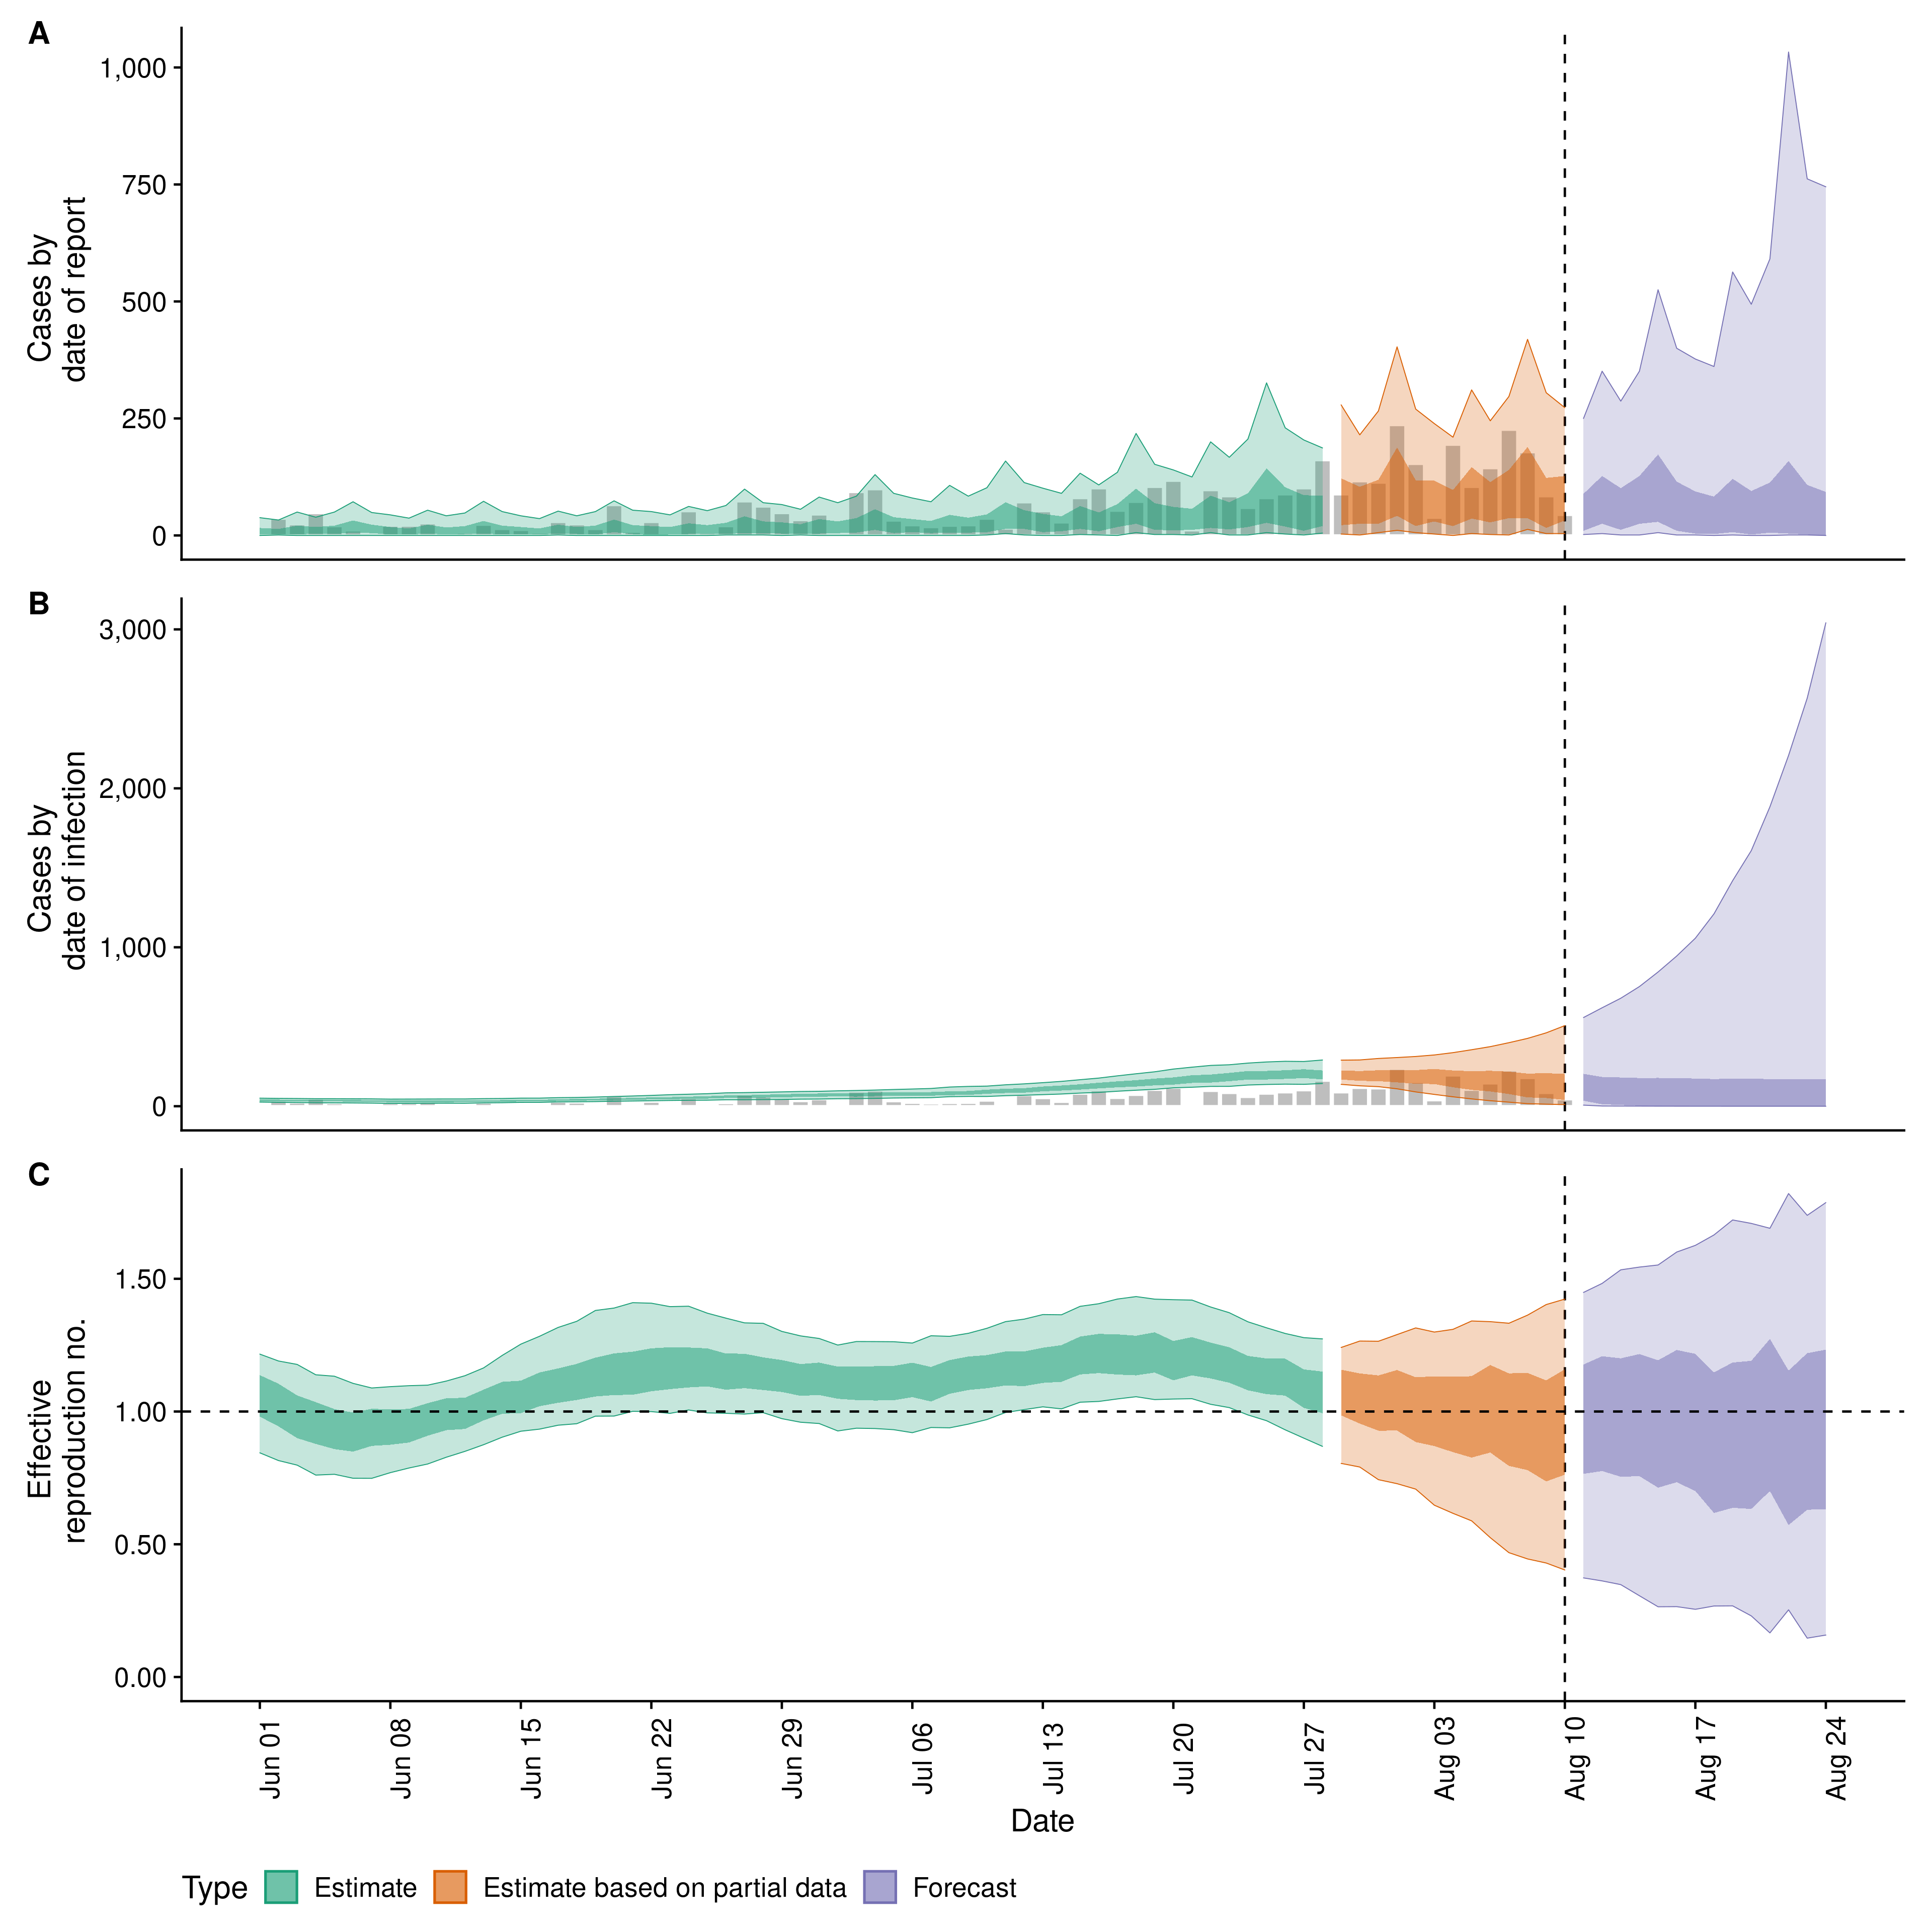 A
1,000
750
500
250
0
Cases by
date of report
B
3,000
2,000
1,000
0
Cases by
date of infection
C
1.50
1.00
0.50
0.00
Effective
reproduction no.
Jun 01
Jun 08
Jun 15
Jun 22
Jun 29
Jul 06
Jul 13
Jul 20
Jul 27
Aug 03
Aug 10
Aug 17
Aug 24
Date
Type Estimate Estimate based on partial data Forecast